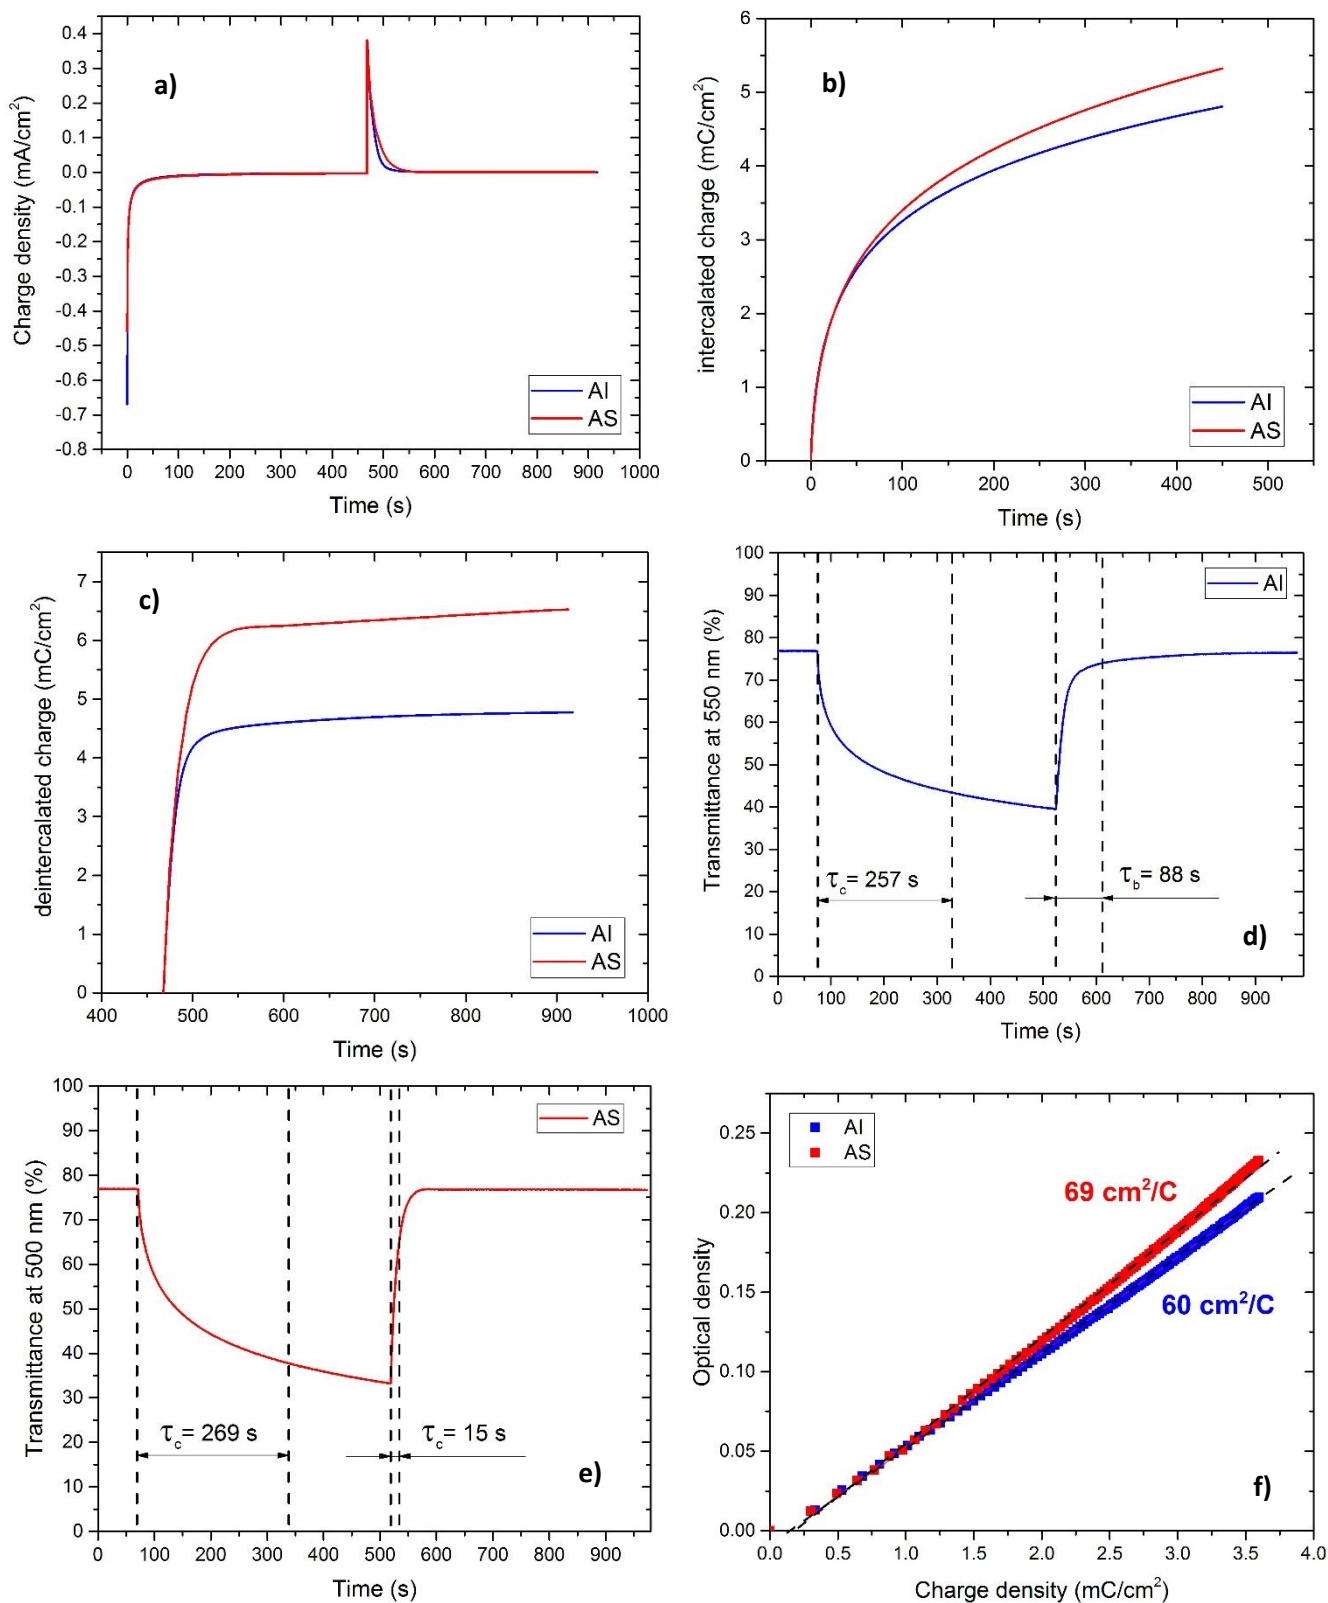 a)
Charge density (mA/cm²)
0.4
0.3
0.2
0.1
0.0
-0.1
-0.2
-0.3
-0.4
-0.5
-0.6
-0.7
-0.8
AI
AS
0 100 200 300 400 500 600 700 800 900 1000
Time (s)
b)
intercalated charge (mC/cm²)
6
5
4
3
2
1
0
AI
AS
0 100 200 300 400 500
Time (s)
c)
deintercalated charge (mC/cm²)
7
6
5
4
3
2
1
0
AI
AS
400 500 600 700 800 900 1000
Time (s)
AI
Transmittance at 550 nm (%)
100
90
80
70
60
50
40
30
20
10
0
τc= 257 s
τb= 88 s
d)
0 100 200 300 400 500 600 700 800 900
Time (s)
AS
Transmittance at 500 nm (%)
100
90
80
70
60
50
40
30
20
10
0
τc= 269 s
τc= 15 s
e)
0 100 200 300 400 500 600 700 800 900
Time (s)
AI
AS
Optical density
0.25
0.20
0.15
0.10
0.05
0.00
69 cm²/C
60 cm²/C
f)
0.0 0.5 1.0 1.5 2.0 2.5 3.0 3.5 4.0
Charge density (mC/cm²)